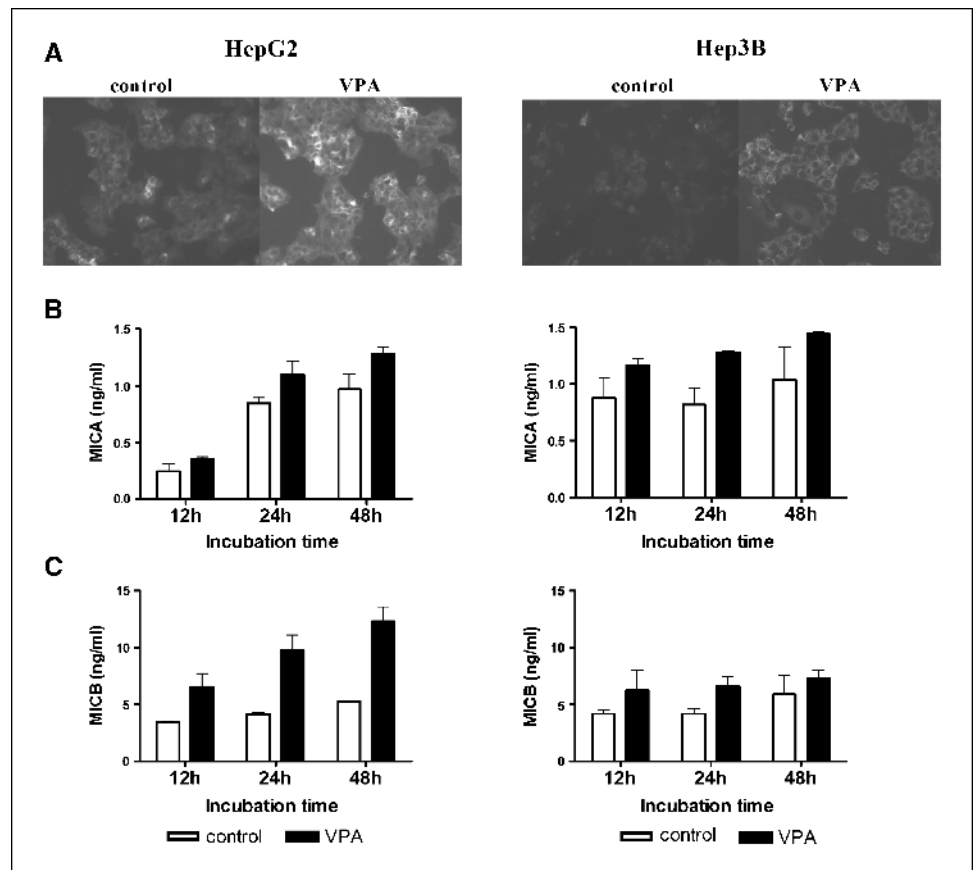 A
HepG2
Hep3B
control
VPA
control
VPA
B
1.5
1.0
0.5
0.0
MICA (ng/ml)
12h
24h
48h
Incubation time
1.5
1.0
0.5
0.0
MICA (ng/ml)
12h
24h
48h
Incubation time
C
15
10
5
0
MICB (ng/ml)
12h
24h
48h
Incubation time
control
VPA
15
10
5
0
MICB (ng/ml)
12h
24h
48h
Incubation time
control
VPA